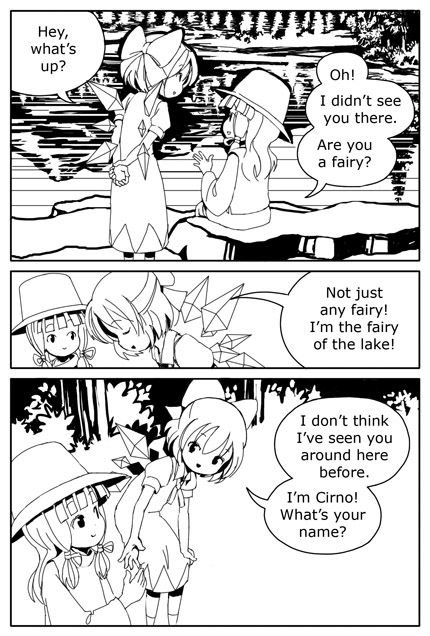 Hey,
what's
up?
Oh!
I didn't see
you there.
Are you
a fairy?
Not just
any fairy!
I'm the fairy
of the lake!
I don't think
I've seen you
around here
before.
I'm Cirno!
What's your
name?